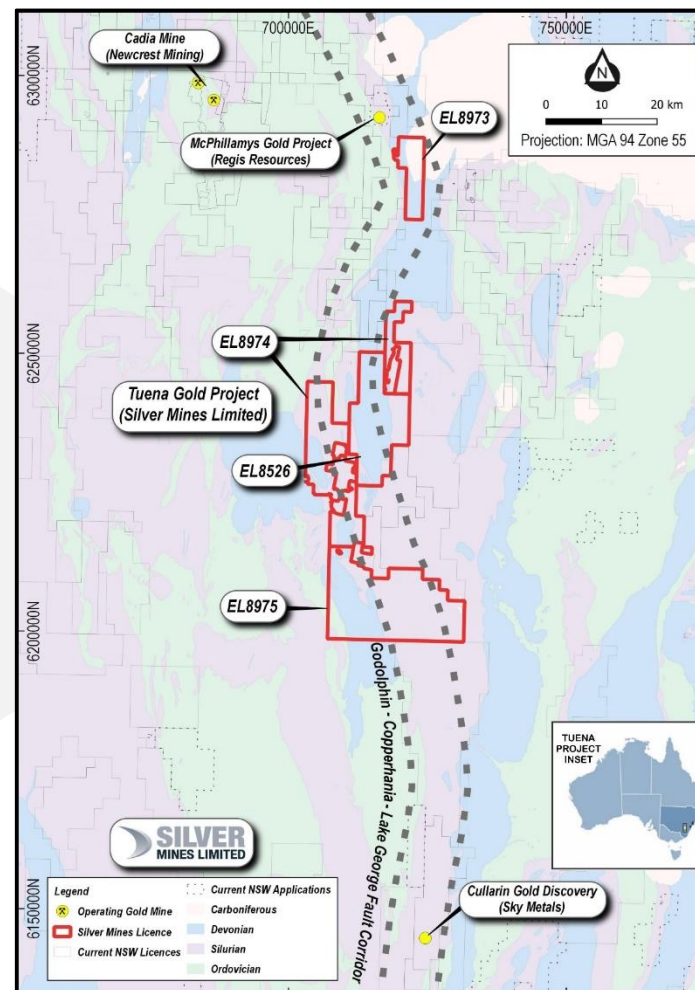 700000E
750000E
6300000N
6250000N
6200000N
6150000N
Cadia Mine
(Newcrest Mining)
McPhillamys Gold Project
(Regis Resources)
N
0 10 20 km
Projection: MGA 94 Zone 55
EL8973
EL8974
Tuena Gold Project
(Silver Mines Limited)
EL8526
EL8975
Godolphin - Copperhania - Lake George Fault Corridor
TUENA
PROJECT
INSET
SILVER
MINES LIMITED
Cullarin Gold Discovery
(Sky Metals)
Legend
Operating Gold Mine
Silver Mines Licence
Current NSW Licences
Current NSW Applications
Carboniferous
Devonian
Silurian
Ordovician